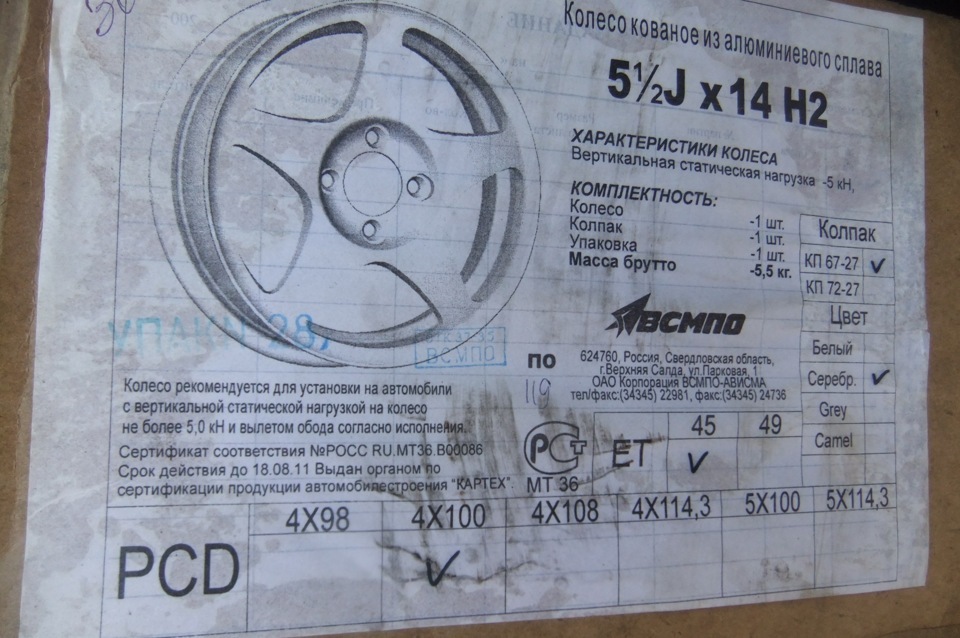 Колесо кованое из алюминиевого сплава
5½J x 14 H2
ХАРАКТЕРИСТИКИ КОЛЕСА
Вертикальная статическая нагрузка -5 кН,
КОМПЛЕКТНОСТЬ:
Колесо -1 шт.
Колпак -1 шт.
Упаковка -1 шт.
Масса брутто -5,5 кг.
Колпак
КП 67-27 ✓
КП 72-27
Цвет
Белый
Серебр. ✓
Grey
Camel
ВСМПО
624760, Россия, Свердловская область,
г.Верхняя Салда, ул.Парковая, 1
ОАО Корпорация ВСМПО-АВИСМА
тел/факс:(34345) 22981, факс:(34345) 24736
ВСМПО
по
119
Колесо рекомендуется для установки на автомобили
с вертикальной статической нагрузкой на колесо
не более 5,0 кН и вылетом обода согласно исполнения.
Сертификат соответствия №РОСС RU.МТ36.В00086
Срок действия до 18.08.11 Выдан органом по
сертификации продукции автомобилестроения "КАРТЕХ".
РСТ
МТ 36
ET 45 49
✓
PCD 4X98 4X100 4X108 4X114,3 5X100 5X114,3
✓